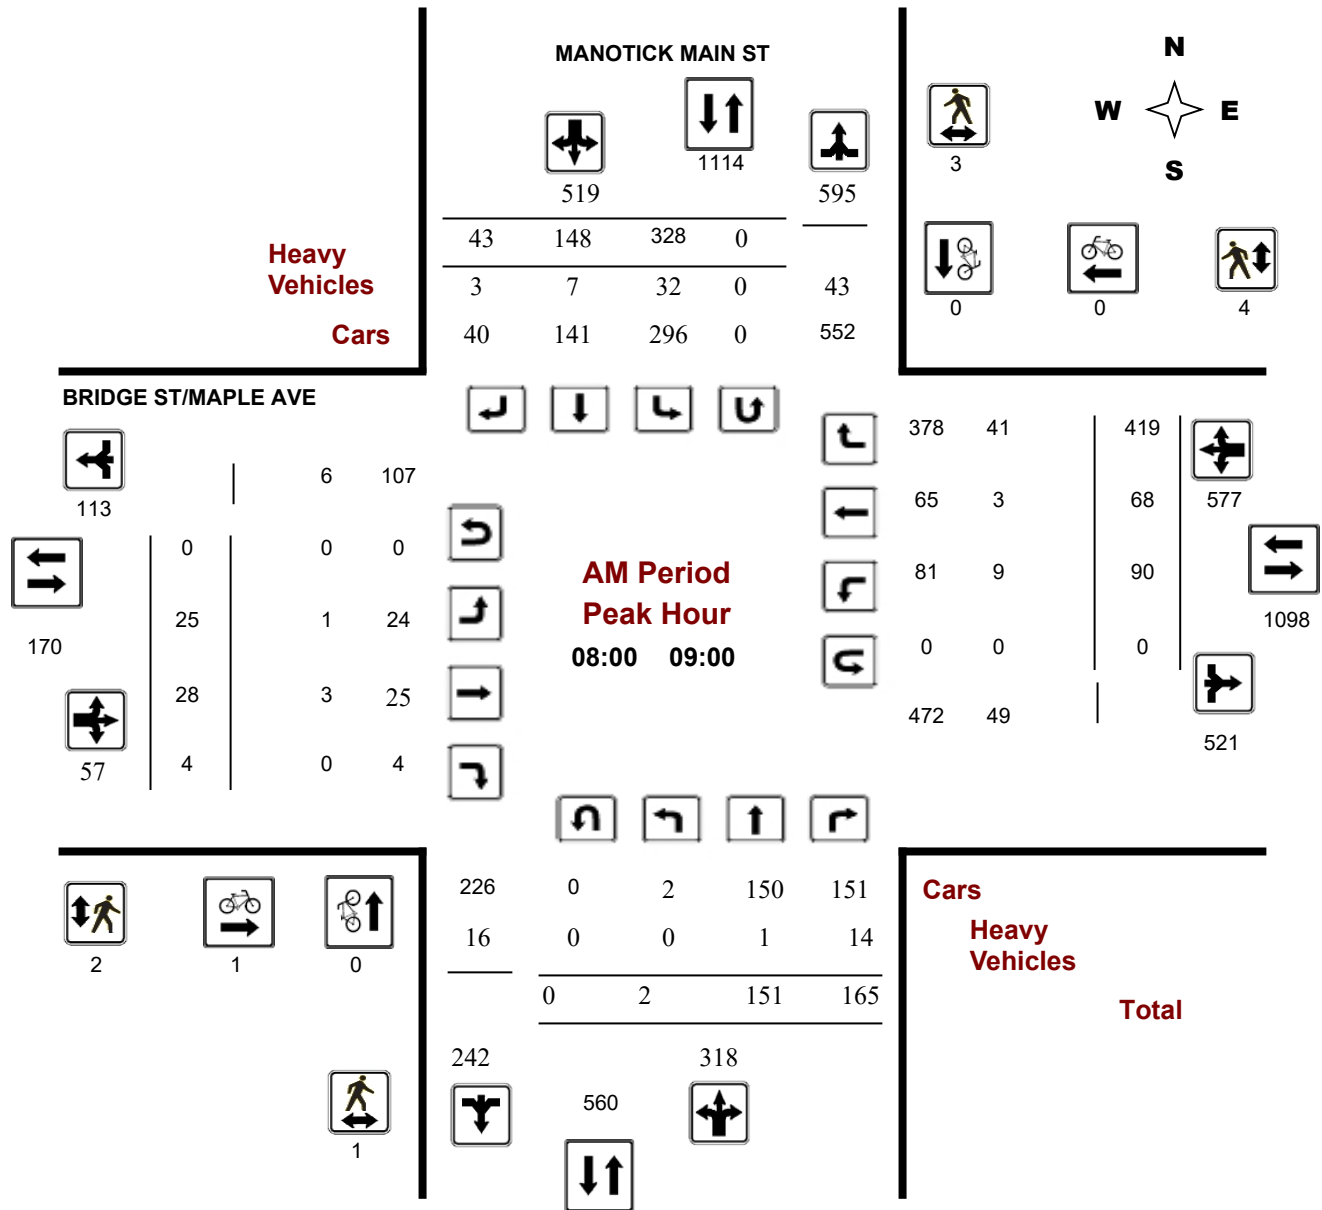 MANOTICK MAIN ST
N
W E
S
1114
3
519 595
43 148 328 0
Heavy
Vehicles
3 7 32 0 43
0 0 4
Cars
40 141 296 0 552
BRIDGE ST/MAPLE AVE
378 41 419
6 107
113
65 3 68 577
0 0 0
AM Period
81 9 90
Peak Hour
25 1 24
1098
170
08:00 09:00
0 0 0
28 3 25
472 49
521
57 4 0 4
226 0 2 150 151
Cars
16 0 0 1 14
Heavy
Vehicles
2 1 0
0 2 151 165
Total
242 318
560
1